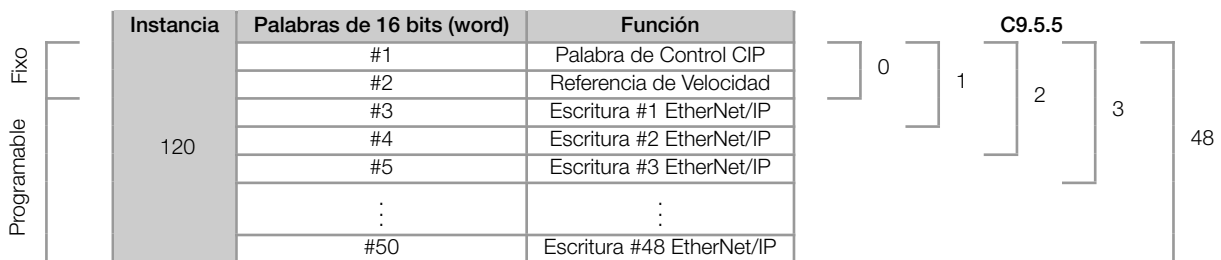 Instancia Palabras de 16 bits (word) Función C9.5.5
Fixo
#1 Palabra de Control CIP
#2 Referencia de Velocidad
0
1
2
3
48
Programable
120
#3 Escritura #1 EtherNet/IP
#4 Escritura #2 EtherNet/IP
#5 Escritura #3 EtherNet/IP
⋮ ⋮
#50 Escritura #48 EtherNet/IP